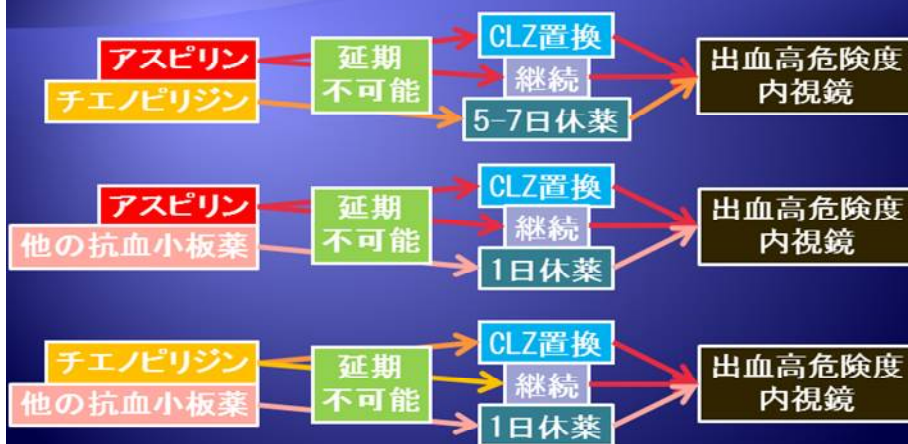 アスピリン
チエノピリジン
延期
不可能
CLZ置換
継続
5-7日休薬
出血高危険度
内視鏡
アスピリン
他の抗血小板薬
延期
不可能
CLZ置換
継続
1日休薬
出血高危険度
内視鏡
チエノピリジン
他の抗血小板薬
延期
不可能
CLZ置換
継続
1日休薬
出血高危険度
内視鏡